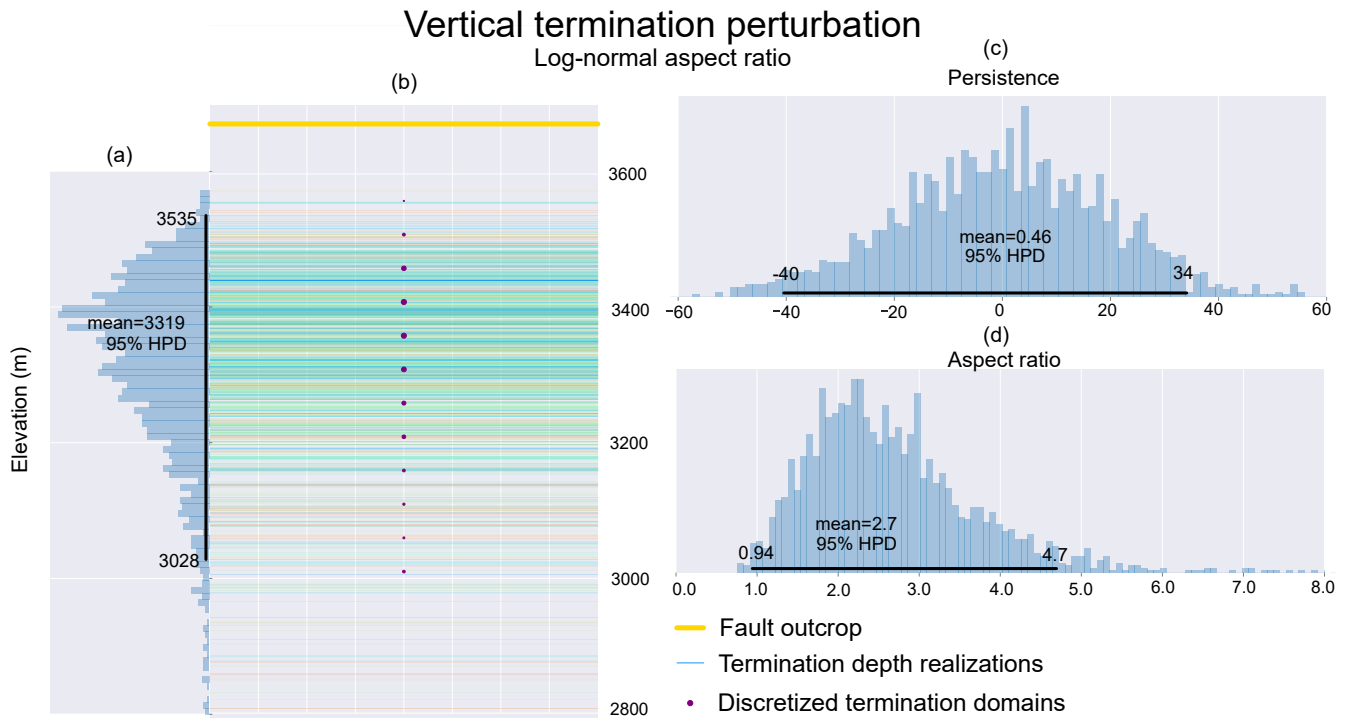 Vertical termination perturbation
Log-normal aspect ratio
(a)
(b)
(c)
Persistence
3535
mean=3319
95% HPD
3028
Elevation (m)
3600
3400
3200
3000
2800
mean=0.46
95% HPD
-40
34
−60 −40 −20 0 20 40 60
(d)
Aspect ratio
mean=2.7
95% HPD
0.94
4.7
0.0 1.0 2.0 3.0 4.0 5.0 6.0 7.0 8.0
Fault outcrop
Termination depth realizations
Discretized termination domains